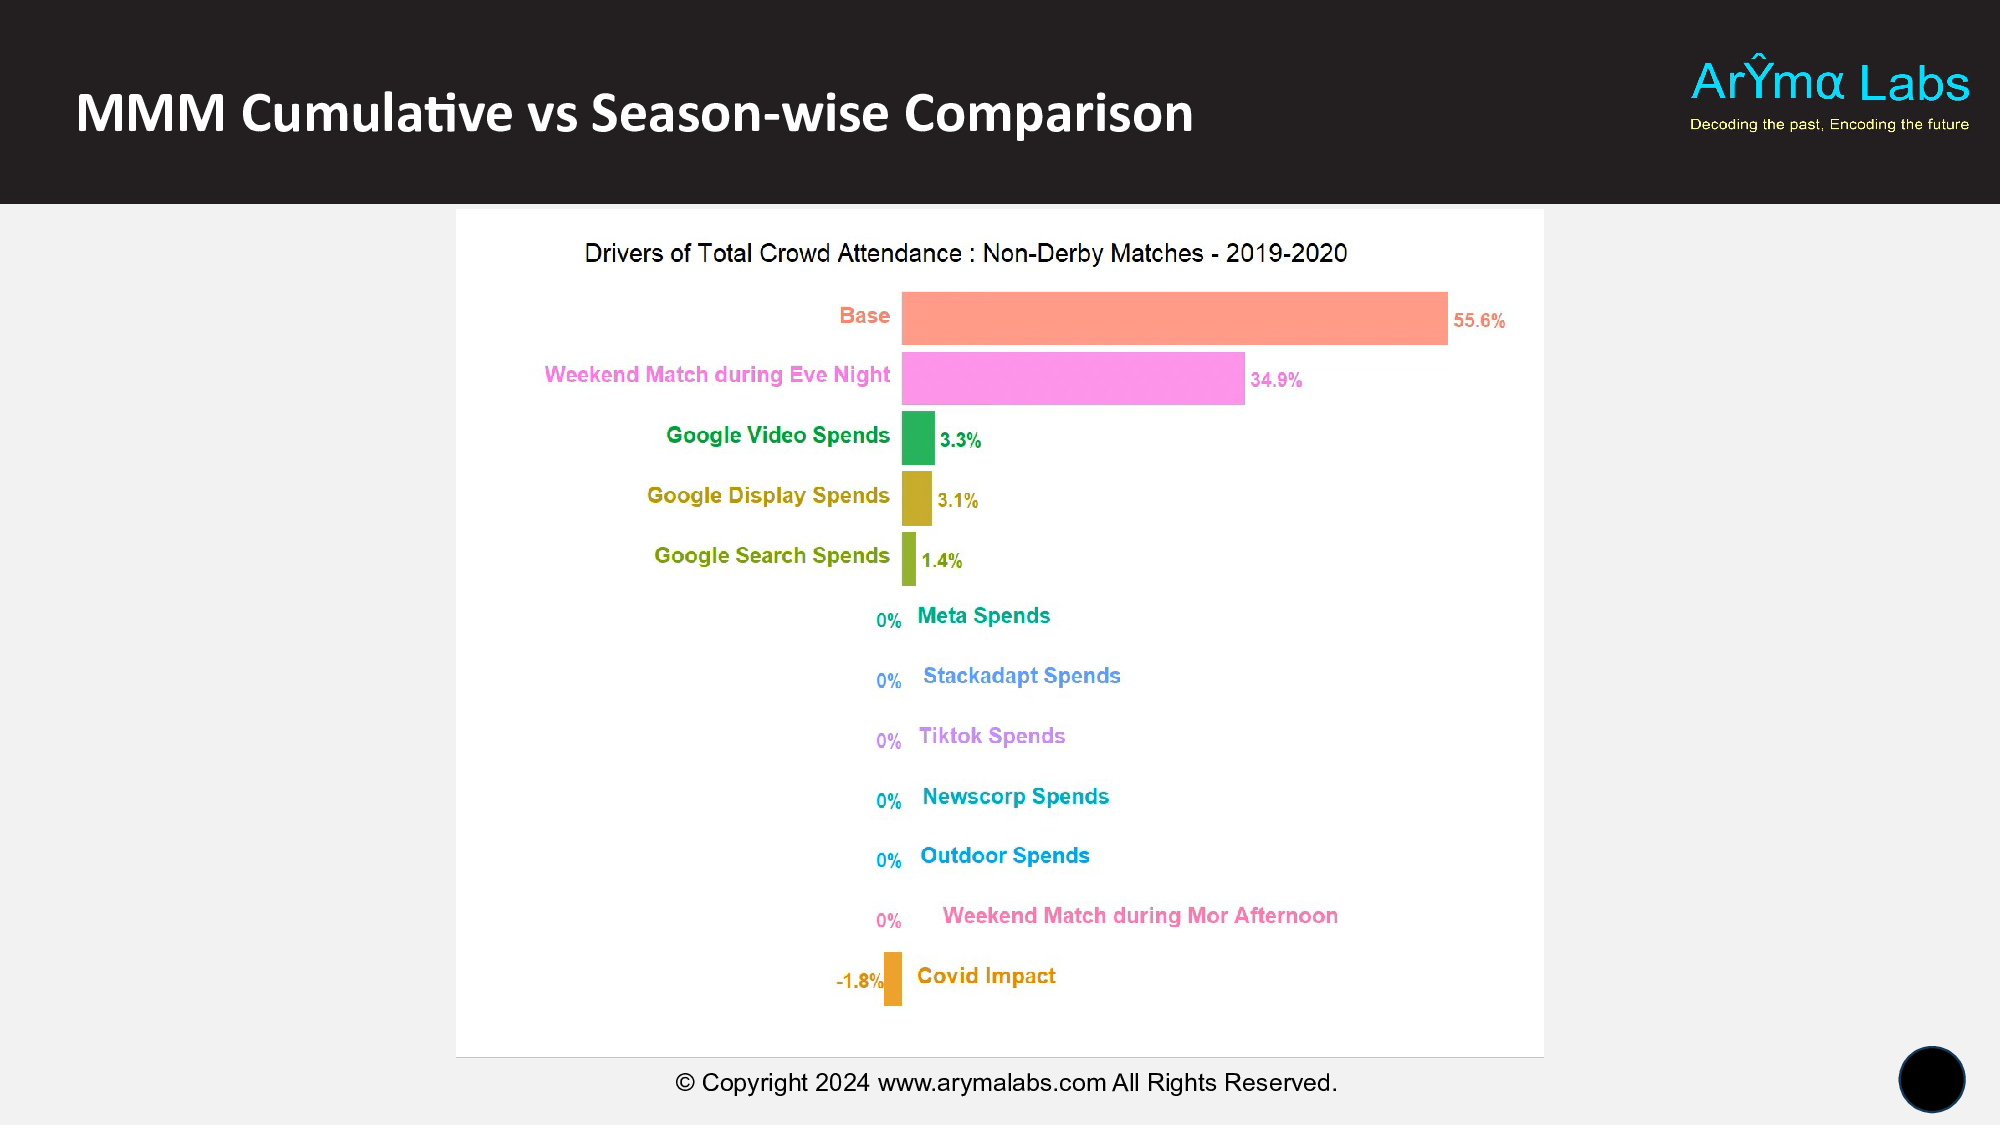 MMM Cumulative vs Season-wise Comparison
ArŶmα Labs
Decoding the past, Encoding the future
Drivers of Total Crowd Attendance : Non-Derby Matches - 2019-2020
Base 55.6%
Weekend Match during Eve Night 34.9%
Google Video Spends 3.3%
Google Display Spends 3.1%
Google Search Spends 1.4%
0% Meta Spends
0% Stackadapt Spends
0% Tiktok Spends
0% Newscorp Spends
0% Outdoor Spends
0% Weekend Match during Mor Afternoon
-1.8% Covid Impact
© Copyright 2024 www.arymalabs.com All Rights Reserved.